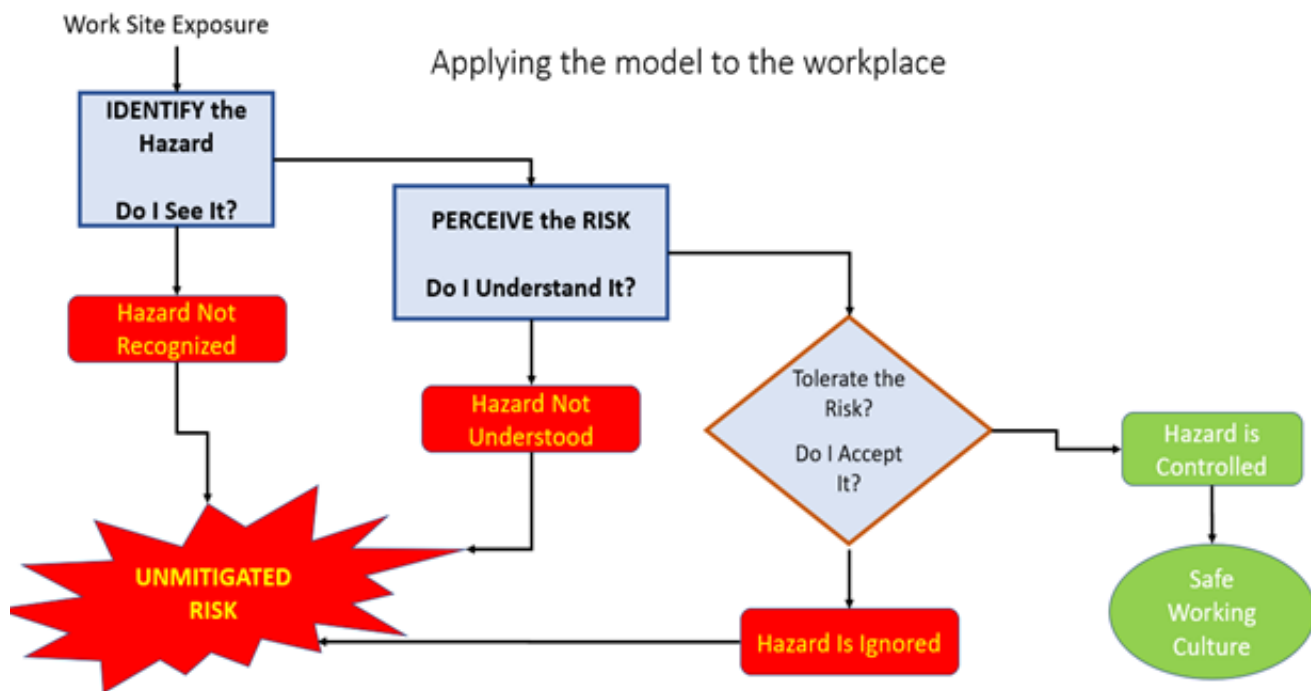 Work Site Exposure
Applying the model to the workplace
IDENTIFY the
Hazard
Do I See It?
PERCEIVE the RISK
Do I Understand It?
Hazard Not
Recognized
Hazard Not
Understood
Tolerate the
Risk?
Do I Accept
It?
Hazard is
Controlled
UNMITIGATED
RISK
Hazard Is Ignored
Safe
Working
Culture